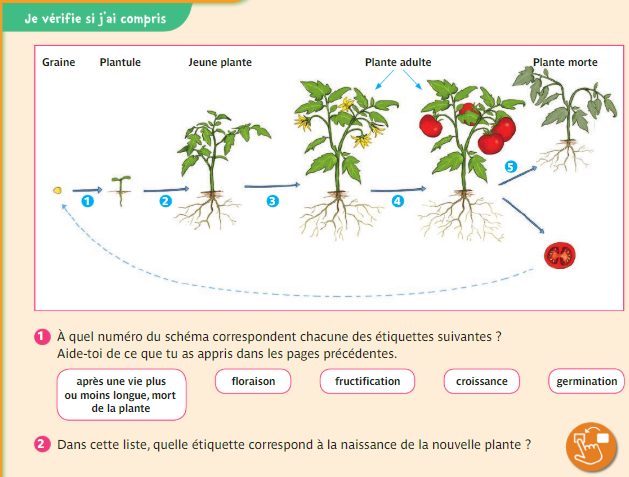 Je vérifie si j'ai compris
Graine Plantule Jeune plante Plante adulte Plante morte
1 2 3 4 5
1 À quel numéro du schéma correspondent chacune des étiquettes suivantes ?
Aide-toi de ce que tu as appris dans les pages précédentes.
après une vie plus
ou moins longue, mort
de la plante
floraison
fructification
croissance
germination
2 Dans cette liste, quelle étiquette correspond à la naissance de la nouvelle plante ?